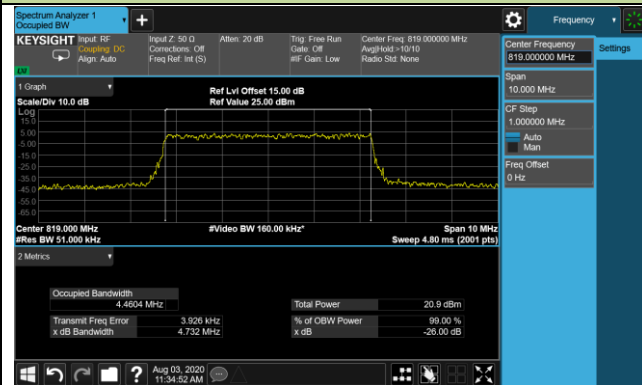 Spectrum Analyzer 1
Occupied BW
Frequency
KEYSIGHT
Input: RF
Coupling: DC
Align: Auto
Input Z: 50 Ω
Corrections: Off
Freq Ref: Int (S)
Atten: 20 dB
Trig: Free Run
Gate: Off
#IF Gain: Low
Center Freq: 819.000000 MHz
Avg|Hold:>10/10
Radio Std: None
LW
1 Graph
Scale/Div 10.0 dB
Ref Lvl Offset 15.00 dB
Ref Value 25.00 dBm
Log
15.0
5.00
-5.00
-15.0
-25.0
-35.0
-45.0
-55.0
-65.0
Center 819.000 MHz
#Res BW 51.000 kHz
#Video BW 160.00 kHz*
Span 10 MHz
Sweep 4.80 ms (2001 pts)
2 Metrics
Occupied Bandwidth
4.4604 MHz
Total Power 20.9 dBm
Transmit Freq Error 3.926 kHz
% of OBW Power 99.00 %
x dB Bandwidth 4.732 MHz
x dB -26.00 dB
Aug 03, 2020
11:34:52 AM
Center Frequency
819.000000 MHz
Settings
Span
10.000 MHz
CF Step
1.000000 MHz
Auto
Man
Freq Offset
0 Hz